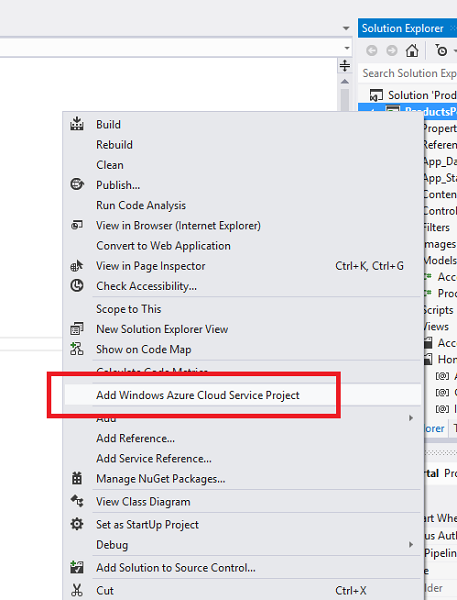 Solution Explorer
Search Solution Exp
Solution 'Prod
ProductsP
Build
Rebuild
Clean
Publish...
Run Code Analysis
View in Browser (Internet Explorer)
Convert to Web Application
View in Page Inspector Ctrl+K, Ctrl+G
Check Accessibility...
Scope to This
New Solution Explorer View
Show on Code Map
Calculate Code Metrics
Add Windows Azure Cloud Service Project
Add
Add Reference...
Add Service Reference...
Manage NuGet Packages...
View Class Diagram
Set as StartUp Project
Debug
Add Solution to Source Control...
Cut Ctrl+X
Propert
Referen
App_Da
App_Sta
Conten
Control
Filters
Images
Models
C# Acc
C# Proc
Scripts
Views
Acc
Hon
[@] A
[@] C
[@] I
orer
rtal Pro
art Whe
us Auth
Pipelin
e
older